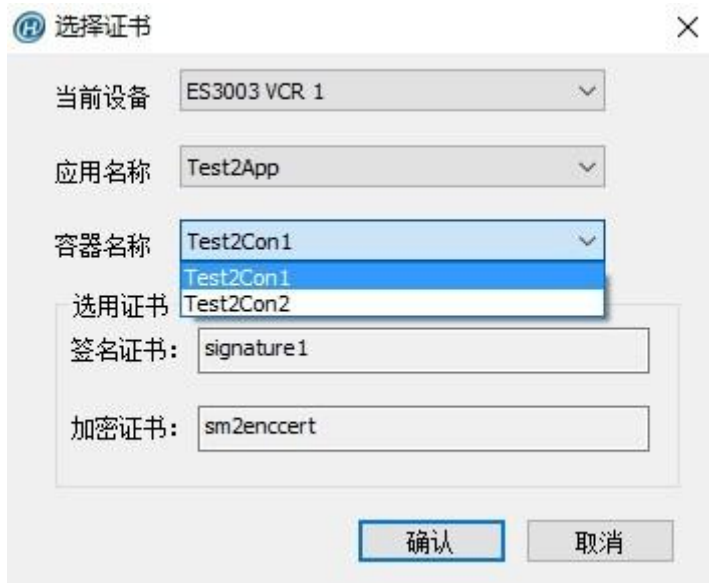 选择证书
当前设备 ES3003 VCR 1
应用名称 Test2App
容器名称 Test2Con1
Test2Con1
Test2Con2
选用证书
签名证书： signature1
加密证书： sm2enccert
确认 取消